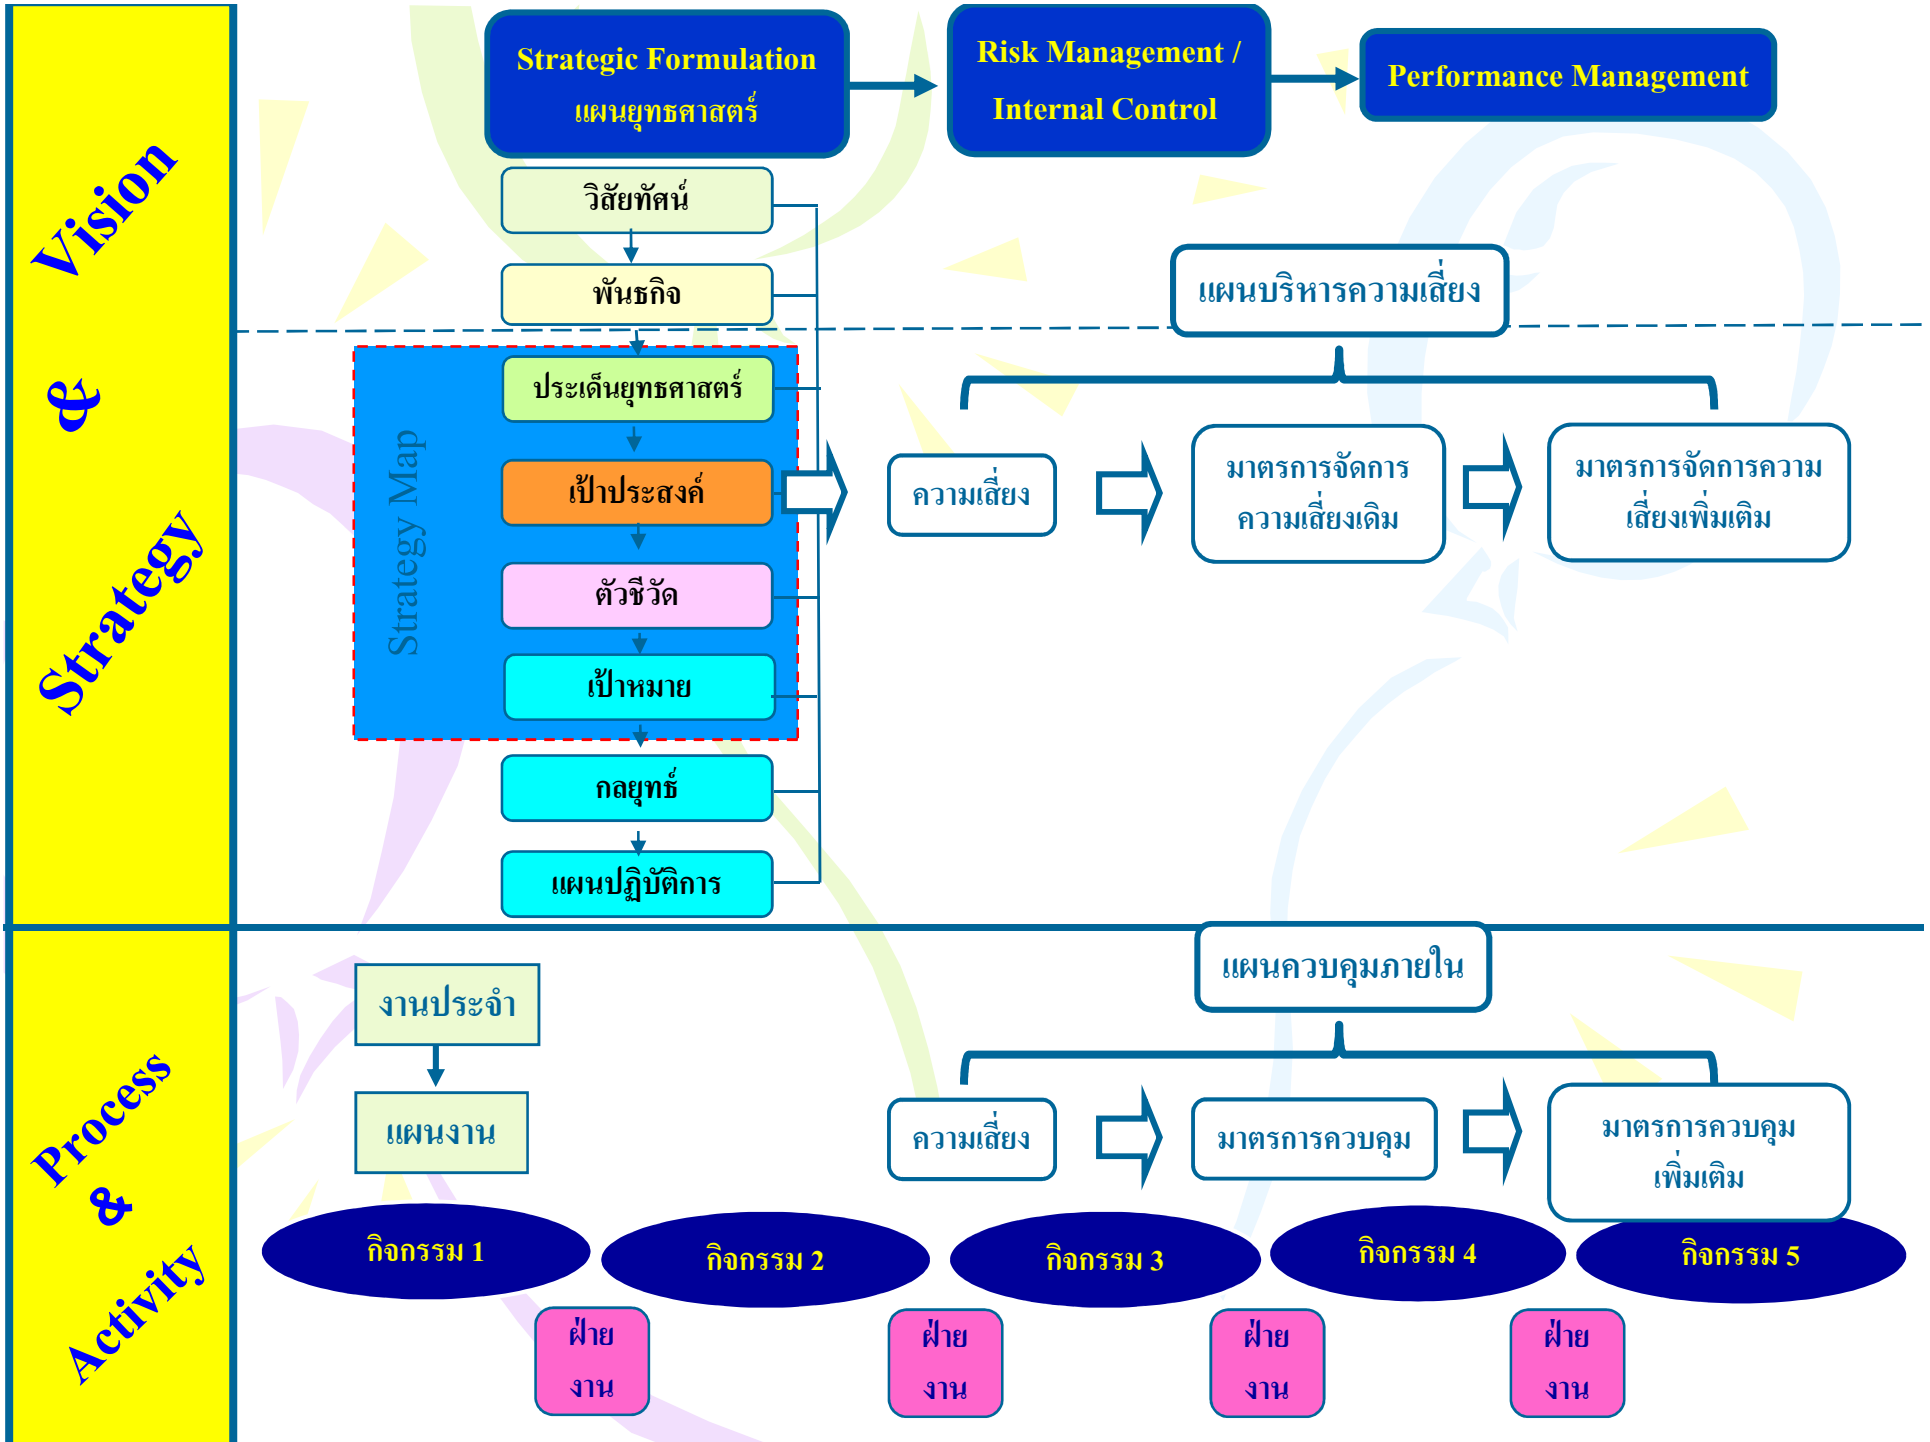 Vision
&
Strategy
Strategic Formulation
แผนยุทธศาสตร์
Risk Management /
Internal Control
Performance Management
วิสัยทัศน์
พันธกิจ
Strategy Map
ประเด็นยุทธศาสตร์
เป้าประสงค์
ตัวชีวัด
เป้าหมาย
กลยุทธ์
แผนปฏิบัติการ
แผนบริหารความเสี่ยง
ความเสี่ยง
มาตรการจัดการ
ความเสี่ยงเดิม
มาตรการจัดการความ
เสี่ยงเพิ่มเติม
Process
&
Activity
งานประจำ
แผนงาน
แผนควบคุมภายใน
ความเสี่ยง
มาตรการควบคุม
มาตรการควบคุม
เพิ่มเติม
กิจกรรม 1
กิจกรรม 2
กิจกรรม 3
กิจกรรม 4
กิจกรรม 5
ฝ่าย
งาน
ฝ่าย
งาน
ฝ่าย
งาน
ฝ่าย
งาน